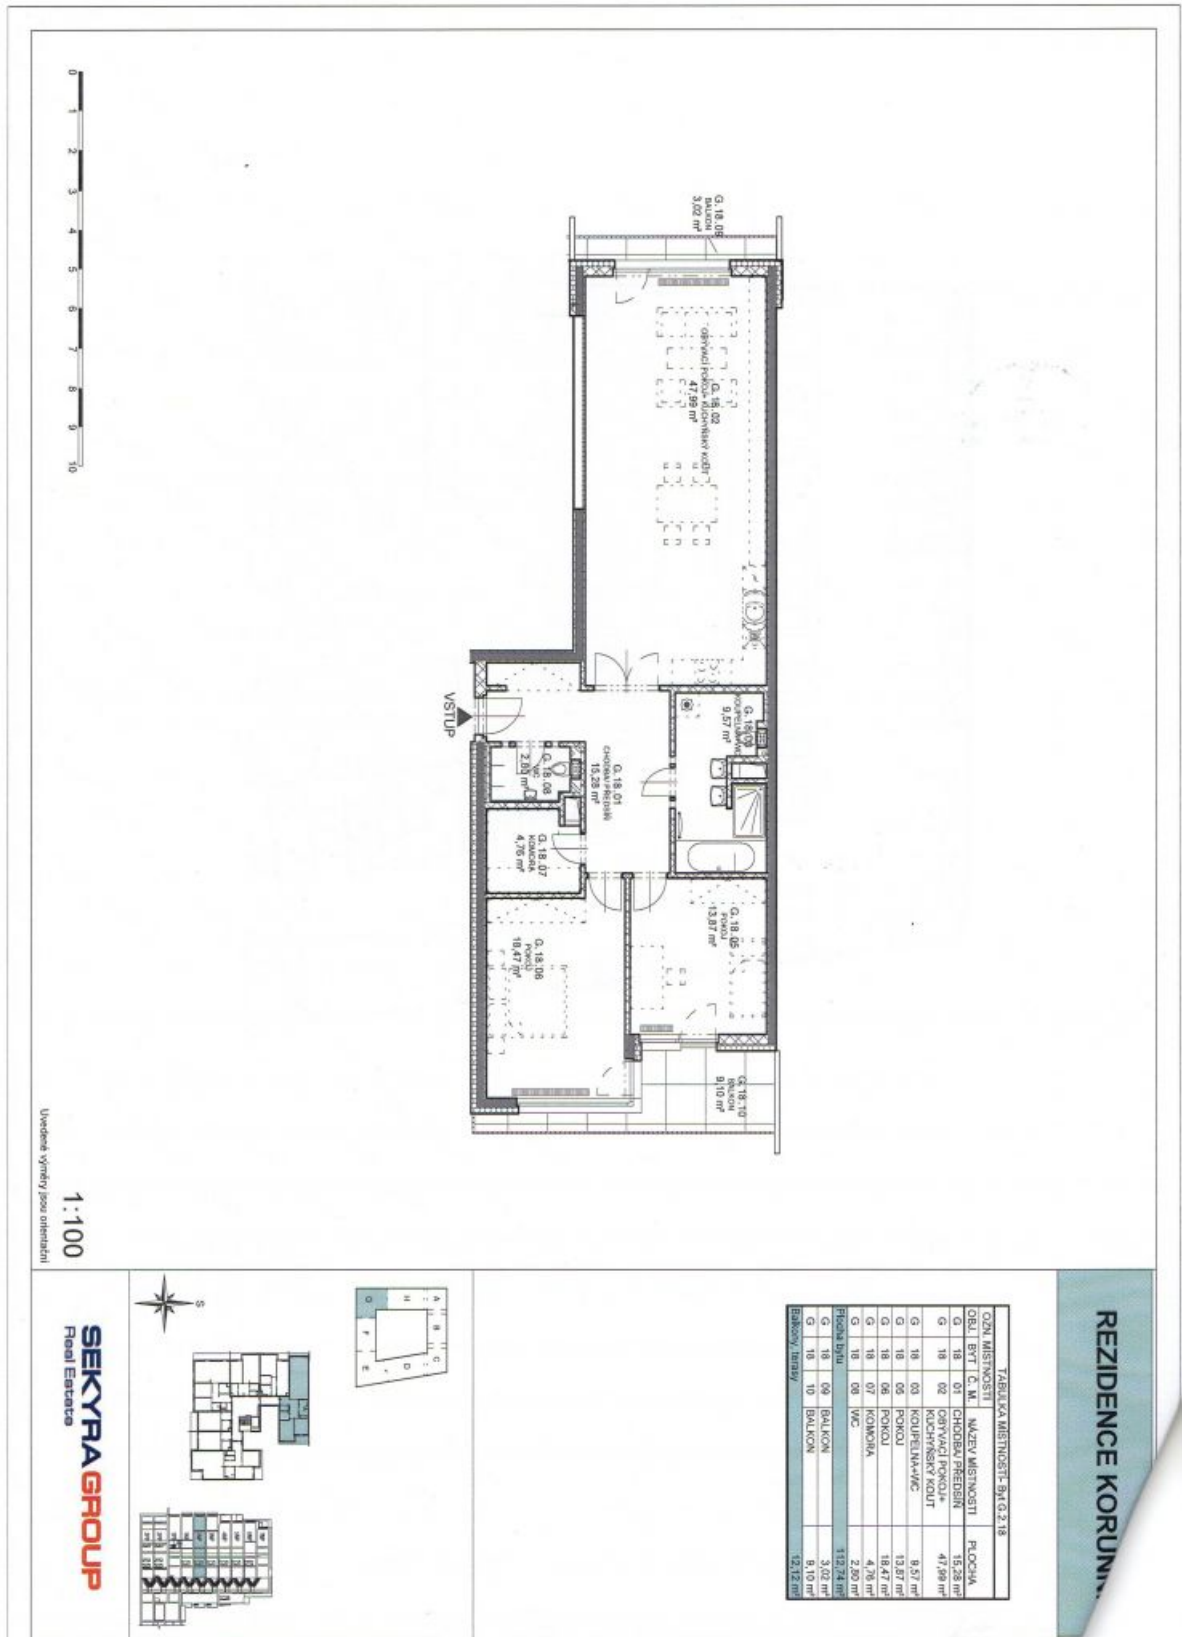 REZIDENCE KORUNN
TABULKA MÍSTNOSTÍ- Byt G.2.18
OZN. MÍSTNOSTI
OBJ. BYT Č. M. NÁZEV MÍSTNOSTI PLOCHA
G 18 01 CHODBA/ PŘEDSÍŇ 15,28 m²
G 18 02 OBÝVACÍ POKOJ+ KUCHYŇSKÝ KOUT 47,99 m²
G 18 03 KOUPELNA+WC 9,57 m²
G 18 05 POKOJ 13,87 m²
G 18 06 POKOJ 18,47 m²
G 18 07 KOMORA 4,76 m²
G 18 08 WC 2,80 m²
Plocha bytu 112,74 m²
G 18 09 BALKON 3,02 m²
G 18 10 BALKON 9,10 m²
Balkony, terasy 12,12 m²
G.18.09
BALKON
3,02 m²
G.18.02
OBÝVACÍ POKOJ+ KUCHYŇSKÝ KOUT
47,99 m²
G.18.03
KOUPELNA+WC
9,57 m²
G.18.01
CHODBA/ PŘEDSÍŇ
15,28 m²
G.18.08
WC
2,80 m²
G.18.07
KOMORA
4,76 m²
G.18.05
POKOJ
13,87 m²
G.18.06
POKOJ
18,47 m²
G.18.10
BALKON
9,10 m²
VSTUP
0 1 2 3 4 5 6 7 8 9 10
1:100
Uvedené výměry jsou orientační
A B C
H D
G F E
S
SEKYRA GROUP
Real Estate